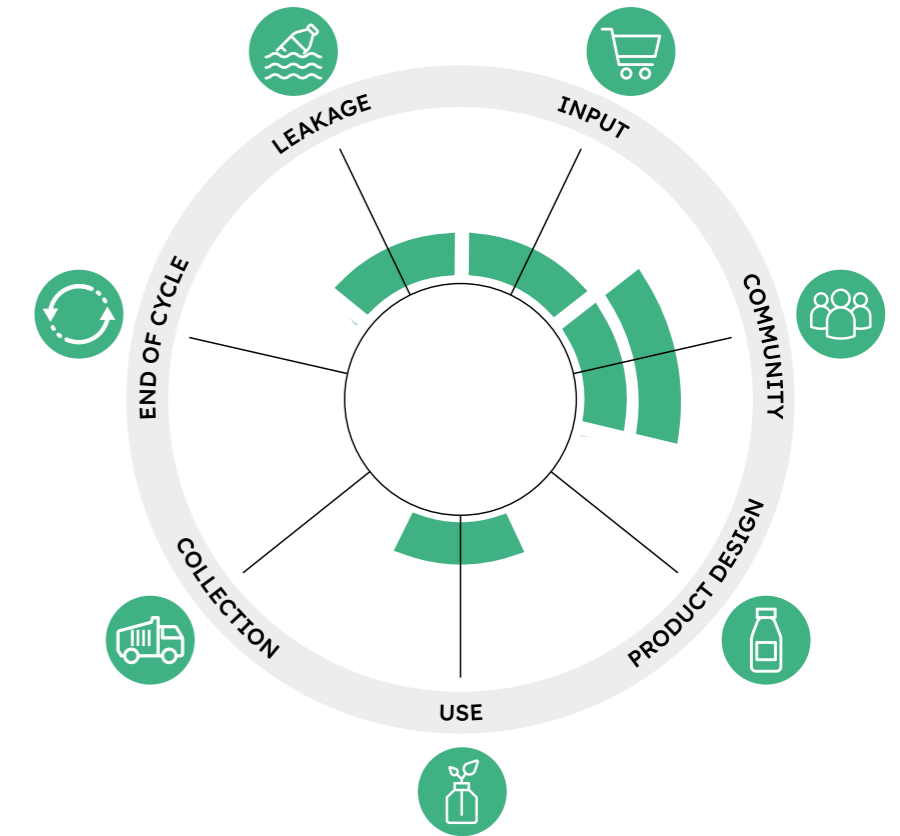 LEAKAGE
INPUT
COMMUNITY
PRODUCT DESIGN
USE
COLLECTION
END OF CYCLE